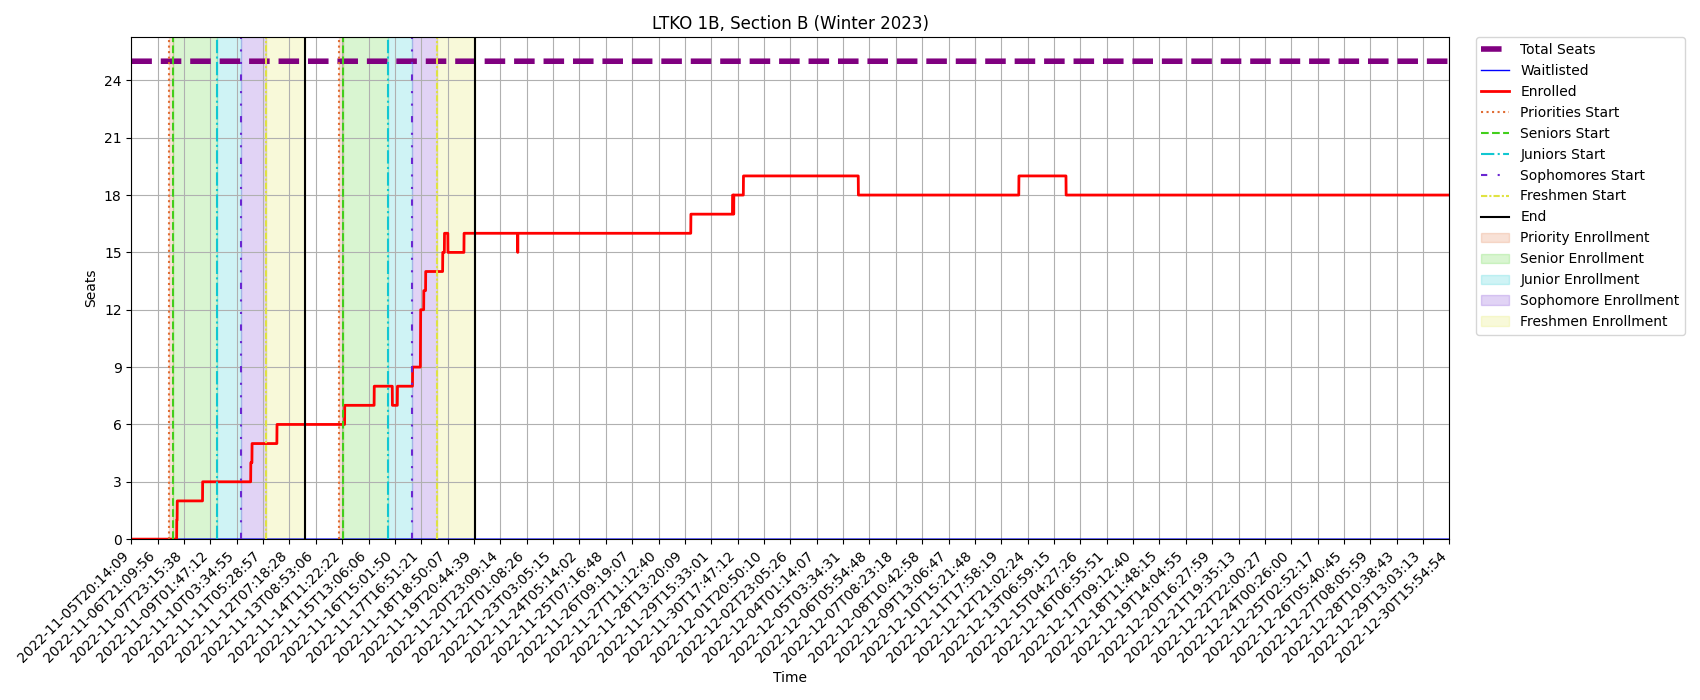 LTKO 1B, Section B (Winter 2023)
Total Seats
Waitlisted
Enrolled
Priorities Start
Seniors Start
Juniors Start
Sophomores Start
Freshmen Start
End
Priority Enrollment
Senior Enrollment
Junior Enrollment
Sophomore Enrollment
Freshmen Enrollment
Seats
24
21
18
15
12
9
6
3
0
2022-11-05T20:14:09
2022-11-06T21:09:56
2022-11-07T23:15:38
2022-11-09T01:47:12
2022-11-10T03:34:55
2022-11-11T05:28:57
2022-11-12T07:18:28
2022-11-13T08:53:06
2022-11-14T11:22:22
2022-11-15T13:06:06
2022-11-16T15:01:50
2022-11-17T16:51:21
2022-11-18T18:50:07
2022-11-19T20:44:39
2022-11-20T23:09:14
2022-11-22T01:08:26
2022-11-23T03:05:15
2022-11-24T05:14:02
2022-11-25T07:16:48
2022-11-26T09:19:07
2022-11-27T11:12:40
2022-11-28T13:20:09
2022-11-29T15:33:01
2022-11-30T17:47:12
2022-12-01T20:50:10
2022-12-02T23:05:26
2022-12-04T01:14:07
2022-12-05T03:34:31
2022-12-06T05:54:48
2022-12-07T08:23:18
2022-12-08T10:42:58
2022-12-09T13:06:47
2022-12-10T15:21:48
2022-12-11T17:58:19
2022-12-12T21:02:24
2022-12-13T06:59:15
2022-12-15T04:27:26
2022-12-16T06:55:51
2022-12-17T09:12:40
2022-12-18T11:48:15
2022-12-19T14:04:55
2022-12-20T16:27:59
2022-12-21T19:35:13
2022-12-22T22:00:27
2022-12-24T00:26:00
2022-12-25T02:52:17
2022-12-26T05:40:45
2022-12-27T08:05:59
2022-12-28T10:38:43
2022-12-29T13:03:13
2022-12-30T15:54:54
Time